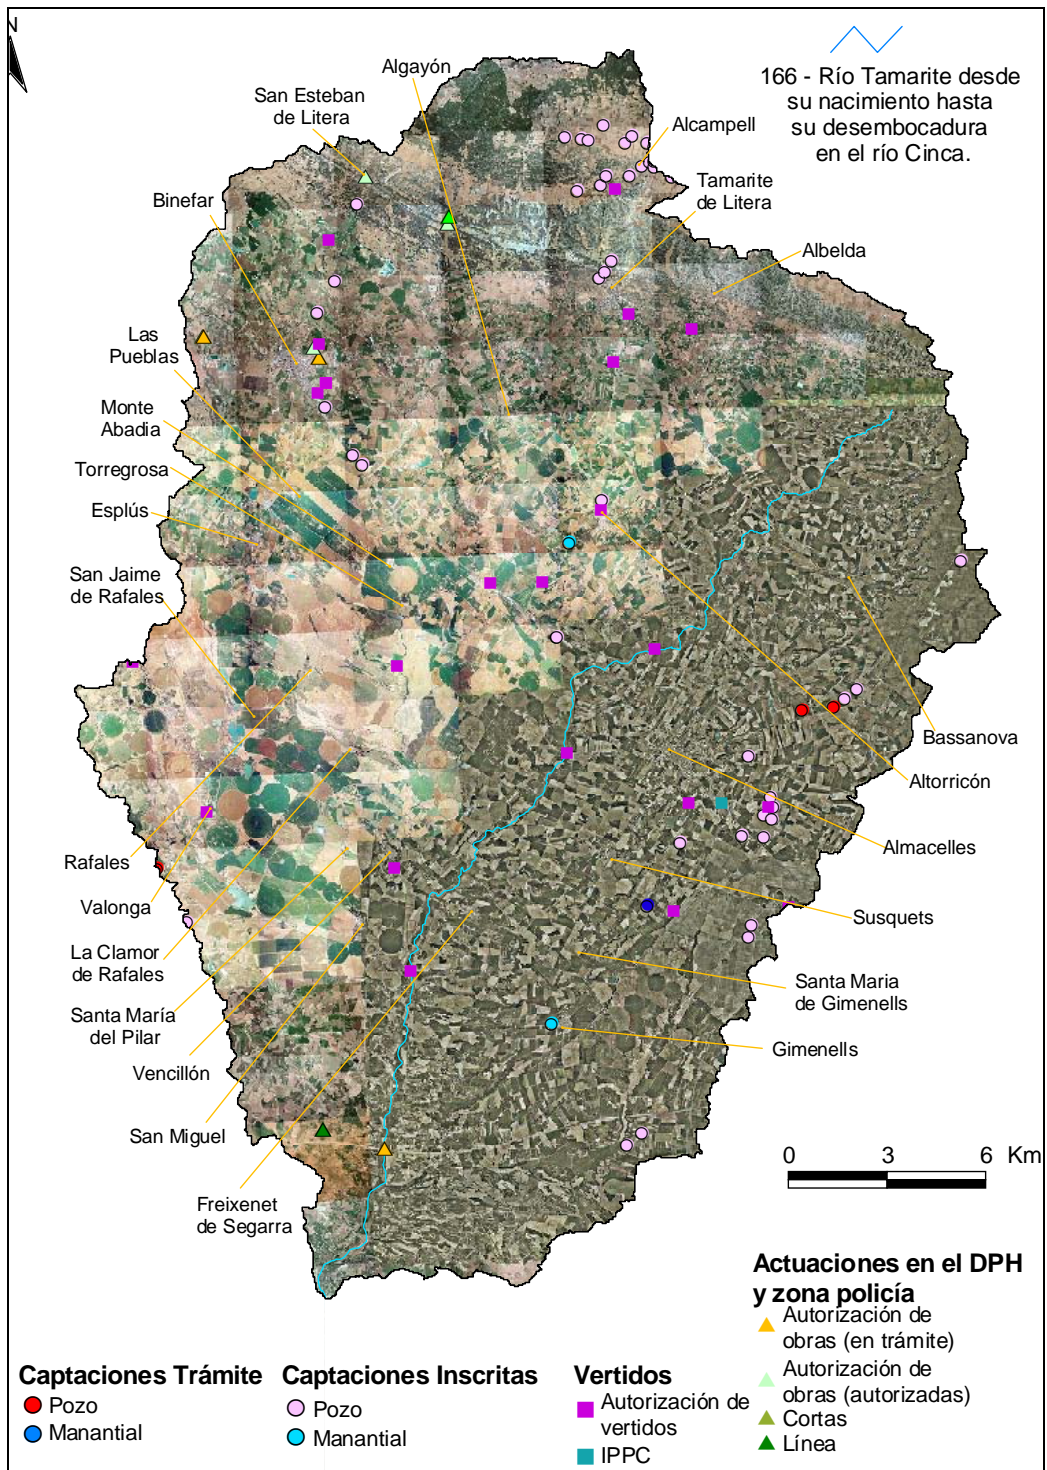 N
166 - Río Tamarite desde
su nacimiento hasta
su desembocadura
en el río Cinca.
Algayón
San Esteban
de Litera
Alcampell
Tamarite
de Litera
Binefar
Albelda
Las
Pueblas
Monte
Abadia
Torregrosa
Esplús
San Jaime
de Rafales
Bassanova
Altorricón
Almacelles
Rafales
Valonga
Susquets
La Clamor
de Rafales
Santa Maria
de Gimenells
Santa María
del Pilar
Gimenells
Vencillón
San Miguel
Freixenet
de Segarra
0 3 6 Km
Captaciones Trámite
Pozo
Manantial
Captaciones Inscritas
Pozo
Manantial
Vertidos
Autorización de
vertidos
IPPC
Actuaciones en el DPH
y zona policía
Autorización de
obras (en trámite)
Autorización de
obras (autorizadas)
Cortas
Línea